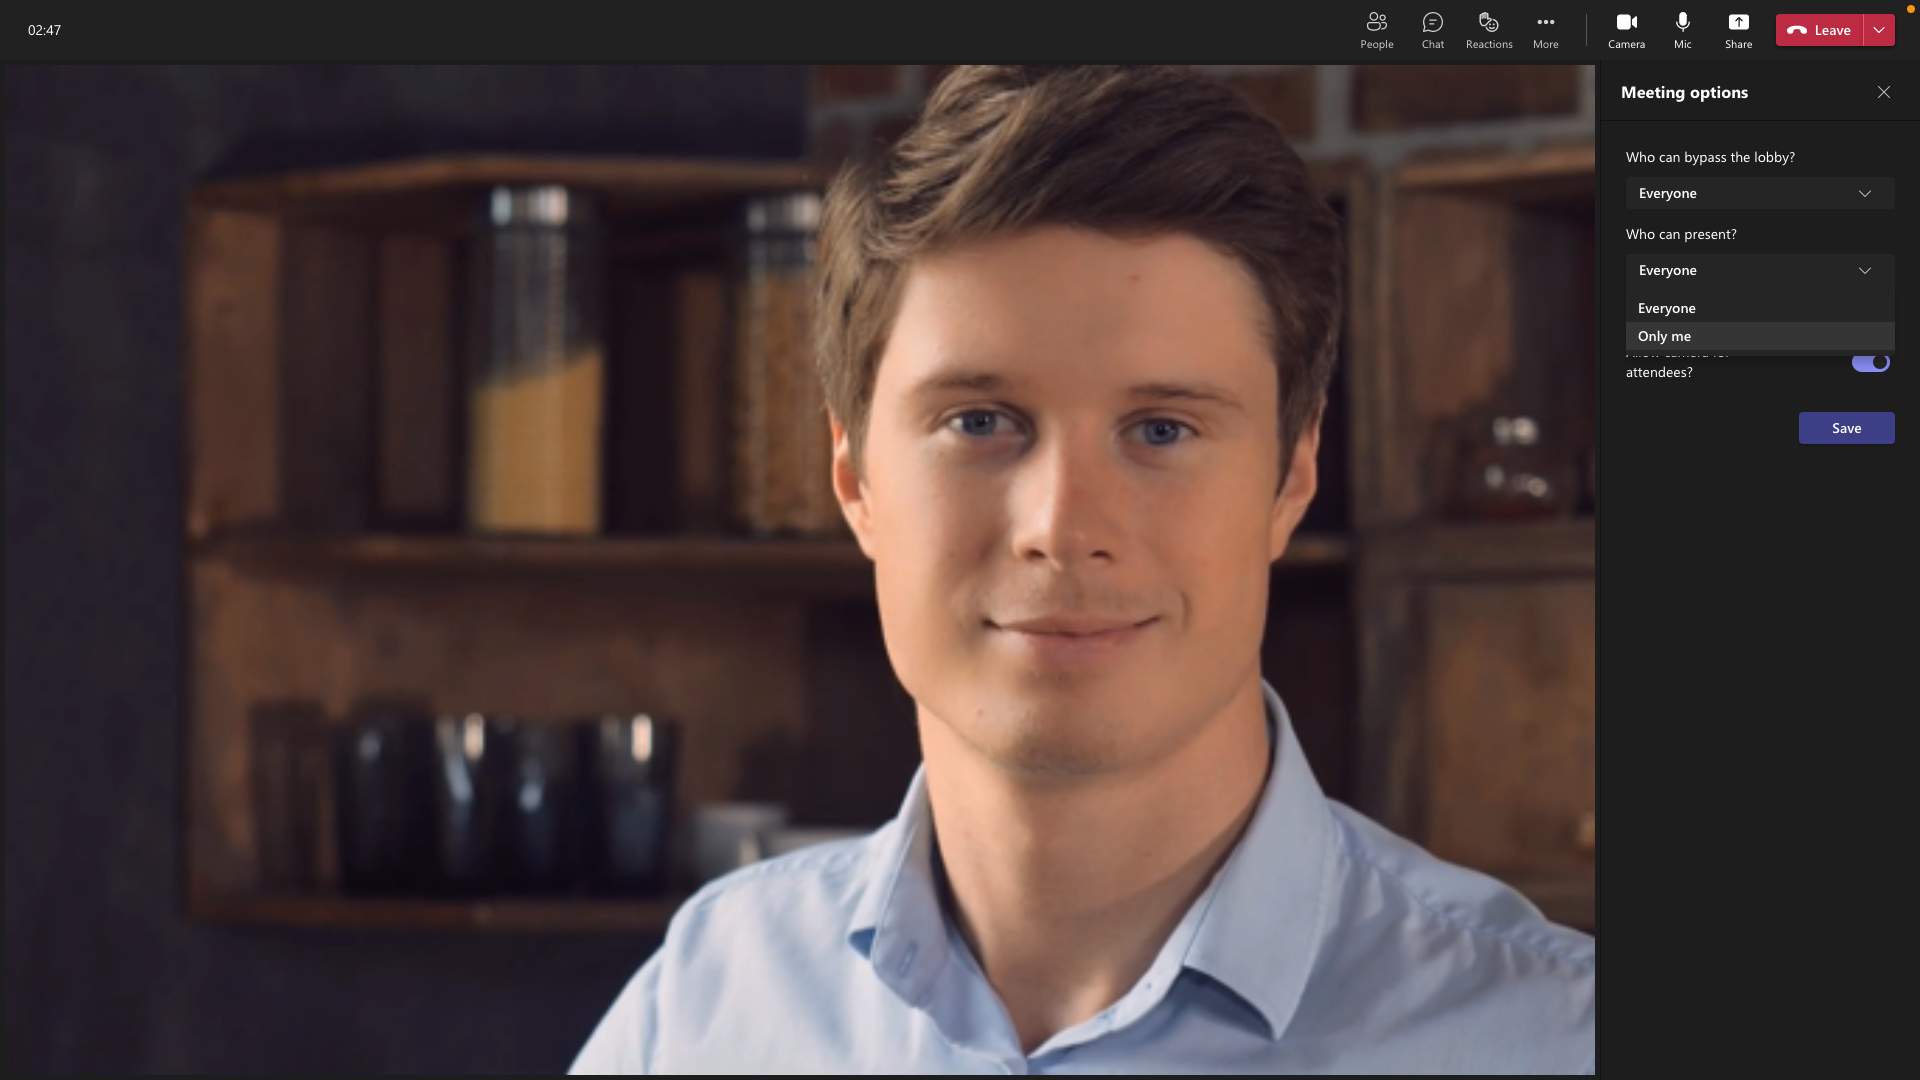 02:47
People
Chat
Reactions
More
Camera
Mic
Share
Leave
Meeting options
Who can bypass the lobby?
Everyone
Who can present?
Everyone
Everyone
Only me
attendees?
Save